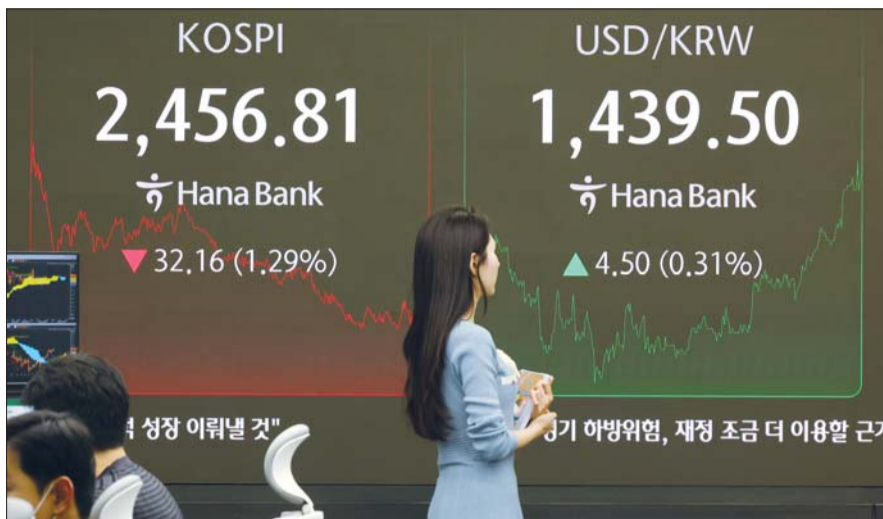 KOSPI
2,456.81
Hana Bank
▼32.16 (1.29%)
USD/KRW
1,439.50
Hana Bank
▲4.50 (0.31%)
성장 이뤄낼 것"
하방위험, 재정 조금 더 이용할